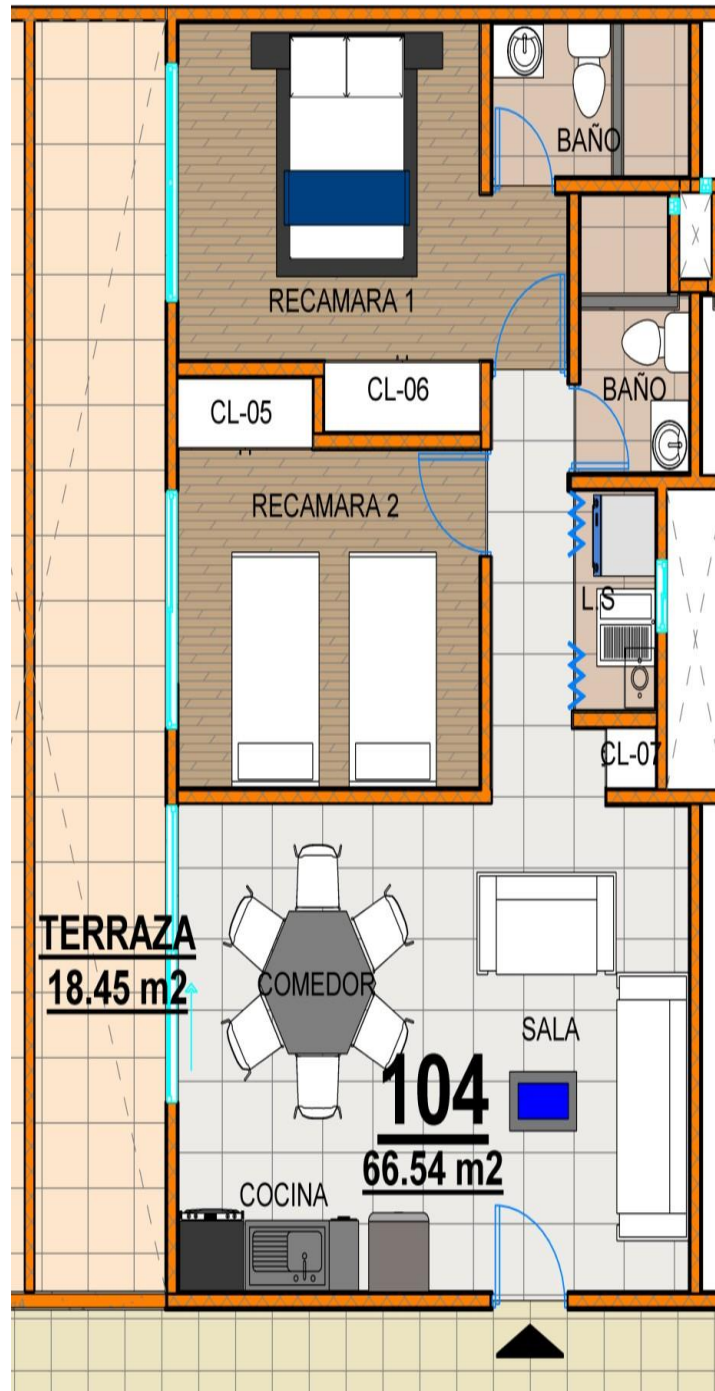 BAÑO
RECAMARA 1
CL-06
BAÑO
CL-05
RECAMARA 2
L.S
CL-07
TERRAZA
18.45 m2
COMEDOR
SALA
104
66.54 m2
COCINA